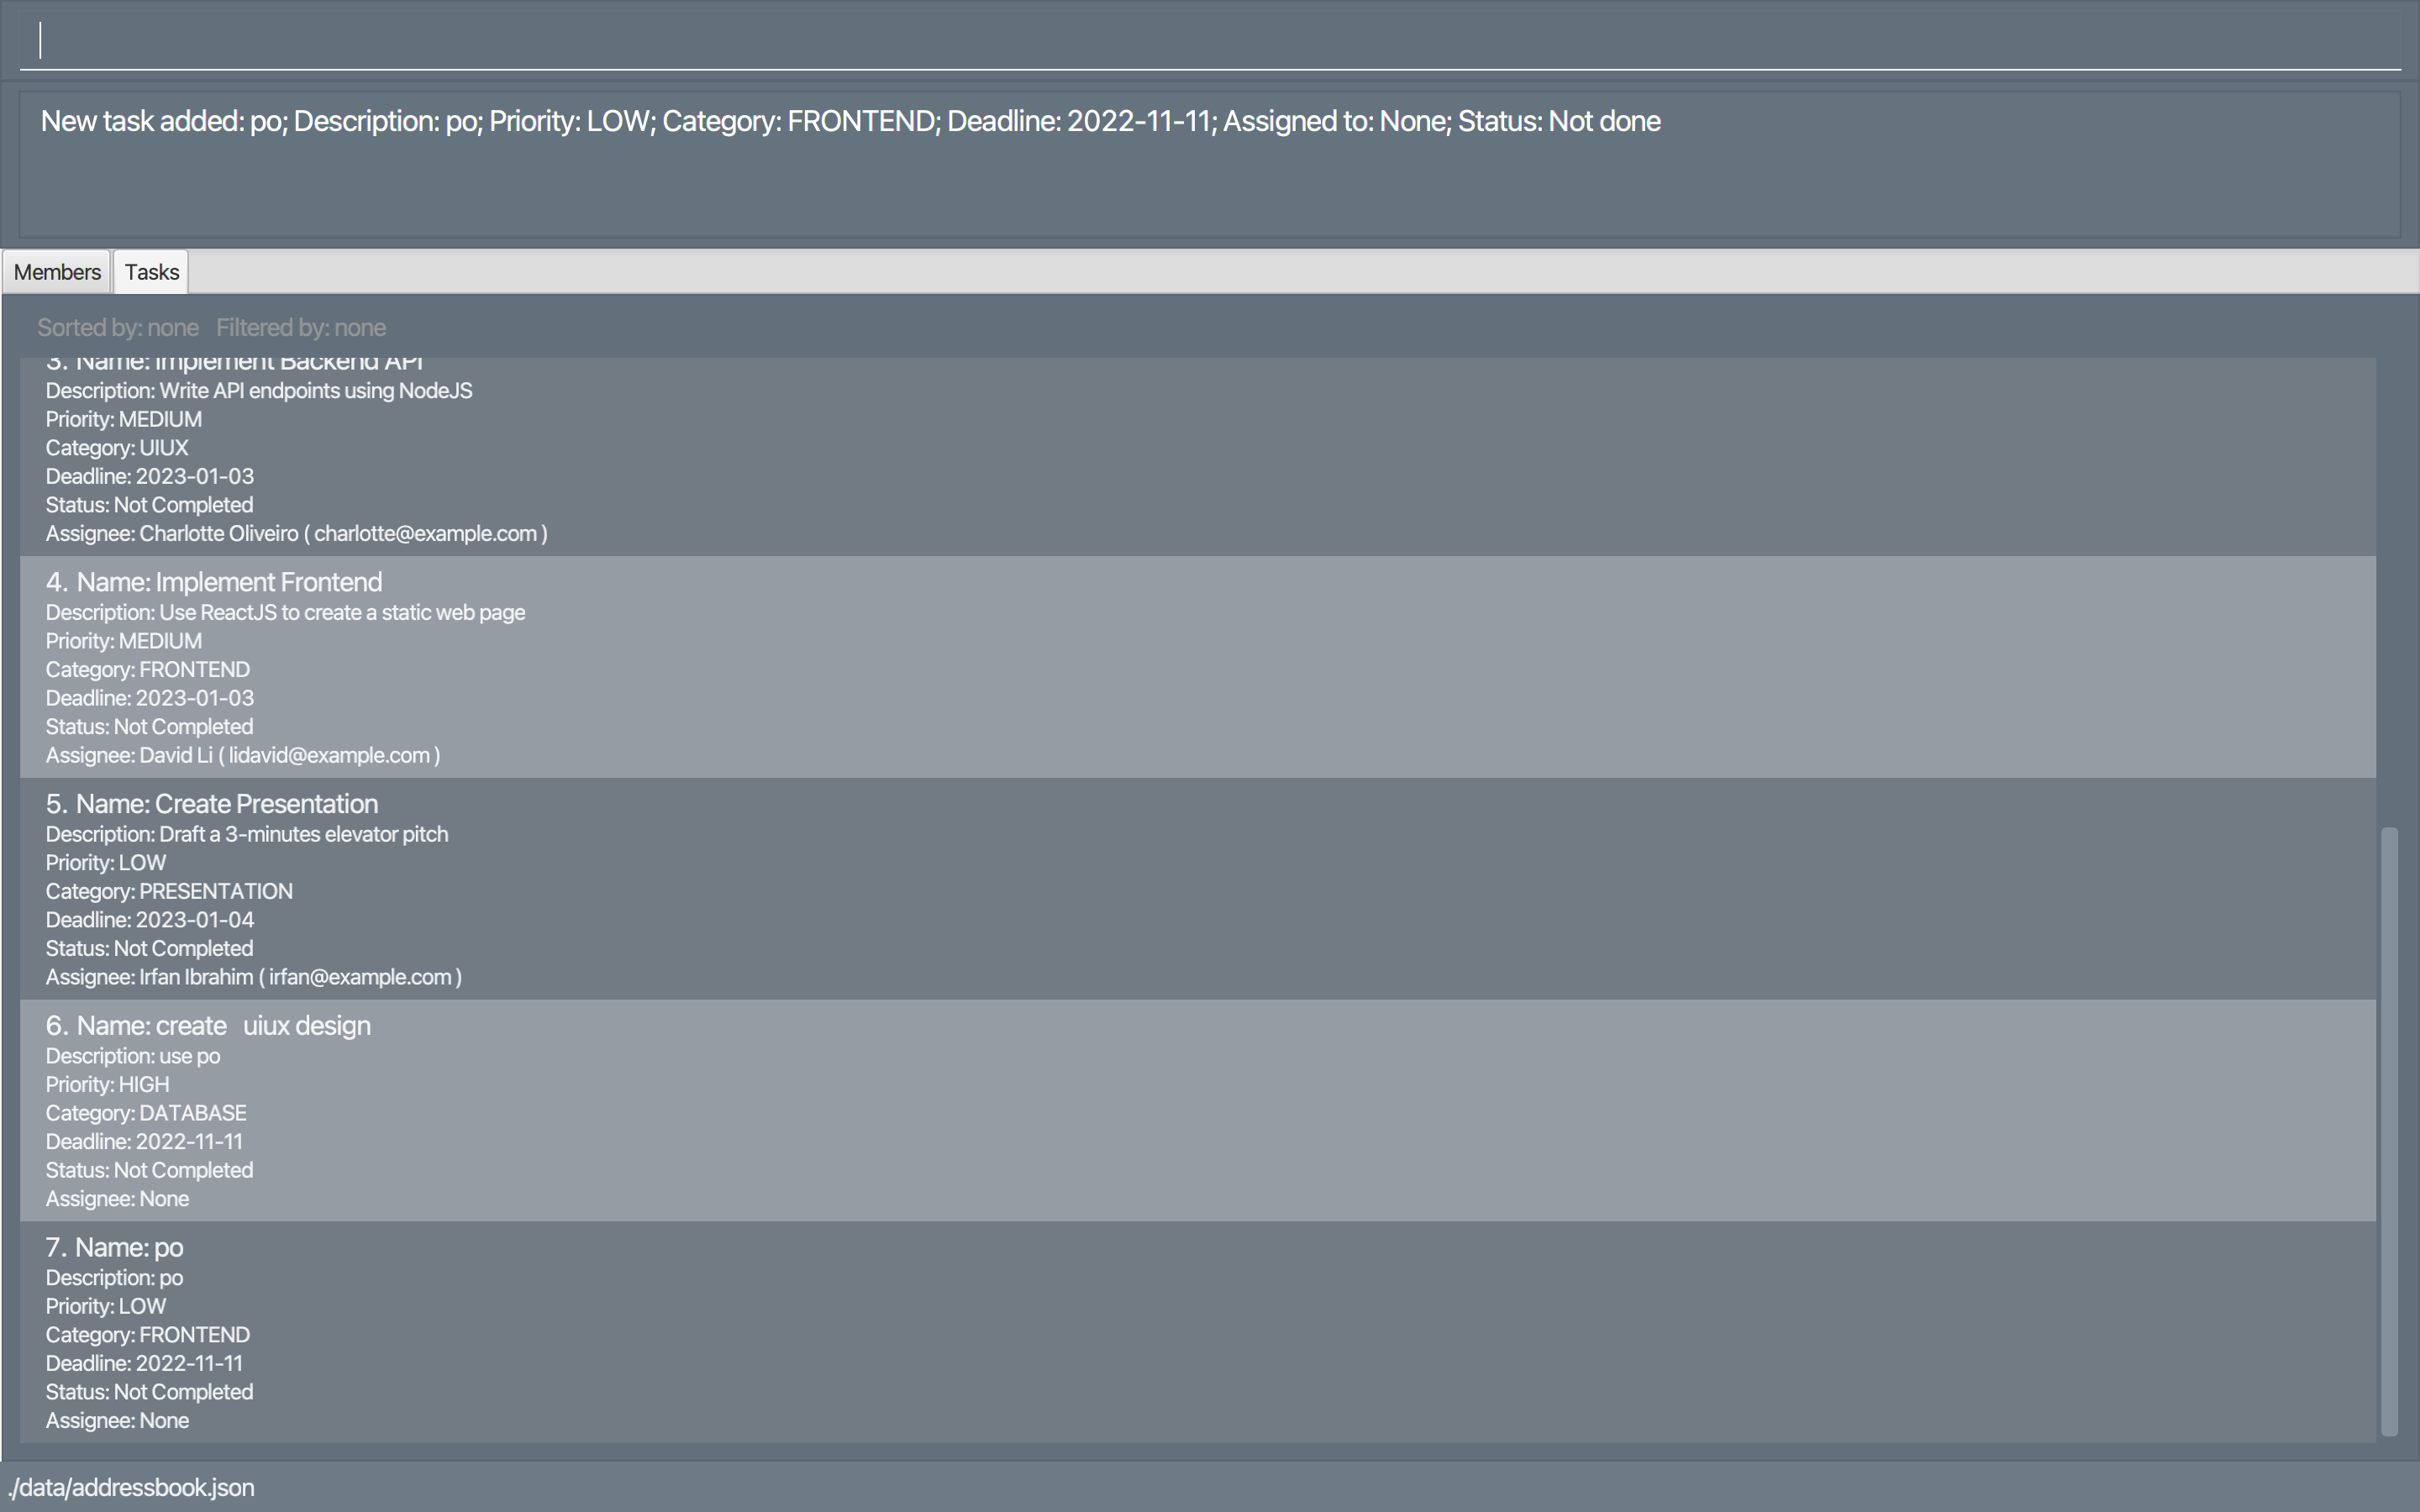 New task added: po; Description: po; Priority: LOW; Category: FRONTEND; Deadline: 2022-11-11; Assigned to: None; Status: Not done
Members Tasks
Sorted by: none Filtered by: none
3. Name: Implement Backend API
Description: Write API endpoints using NodeJS
Priority: MEDIUM
Category: UIUX
Deadline: 2023-01-03
Status: Not Completed
Assignee: Charlotte Oliveiro ( charlotte@example.com )
4. Name: Implement Frontend
Description: Use ReactJS to create a static web page
Priority: MEDIUM
Category: FRONTEND
Deadline: 2023-01-03
Status: Not Completed
Assignee: David Li ( lidavid@example.com )
5. Name: Create Presentation
Description: Draft a 3-minutes elevator pitch
Priority: LOW
Category: PRESENTATION
Deadline: 2023-01-04
Status: Not Completed
Assignee: Irfan Ibrahim ( irfan@example.com )
6. Name: create   uiux design
Description: use po
Priority: HIGH
Category: DATABASE
Deadline: 2022-11-11
Status: Not Completed
Assignee: None
7. Name: po
Description: po
Priority: LOW
Category: FRONTEND
Deadline: 2022-11-11
Status: Not Completed
Assignee: None
./data/addressbook.json